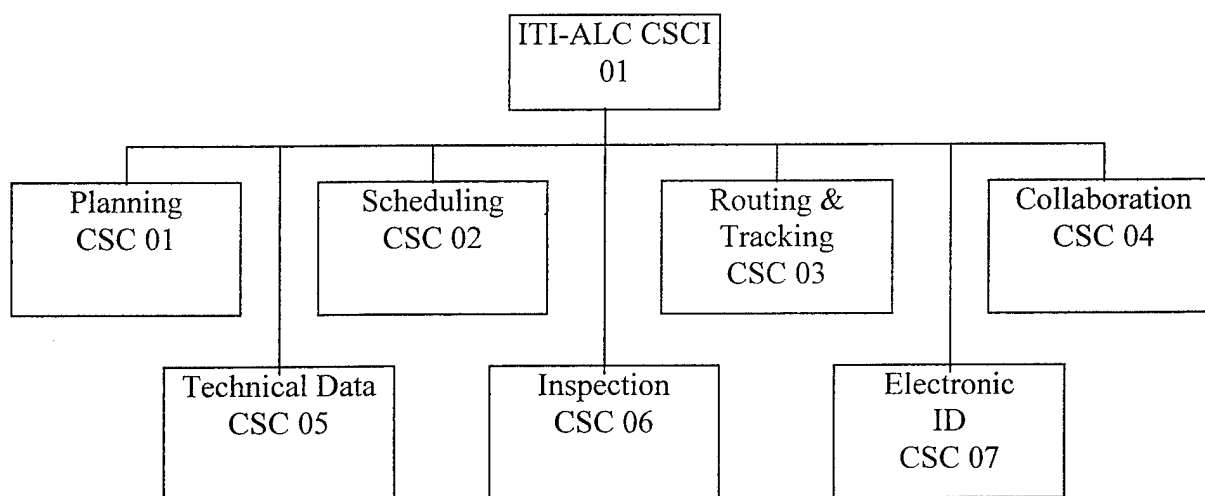 ITI-ALC CSCI
01
Planning
CSC 01
Scheduling
CSC 02
Routing &
Tracking
CSC 03
Collaboration
CSC 04
Technical Data
CSC 05
Inspection
CSC 06
Electronic
ID
CSC 07